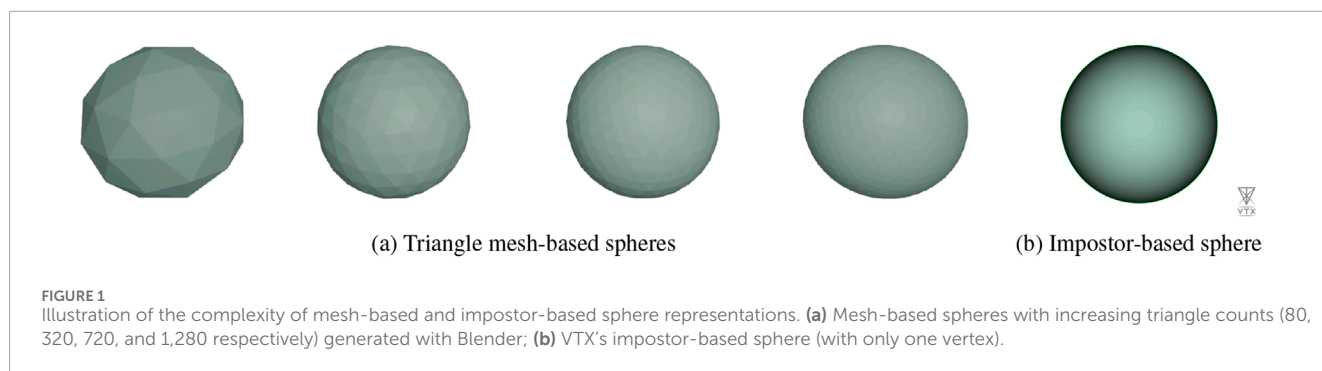 VTX
(a) Triangle mesh-based spheres
(b) Impostor-based sphere
FIGURE 1
Illustration of the complexity of mesh-based and impostor-based sphere representations. (a) Mesh-based spheres with increasing triangle counts (80,
320, 720, and 1,280 respectively) generated with Blender; (b) VTX’s impostor-based sphere (with only one vertex).